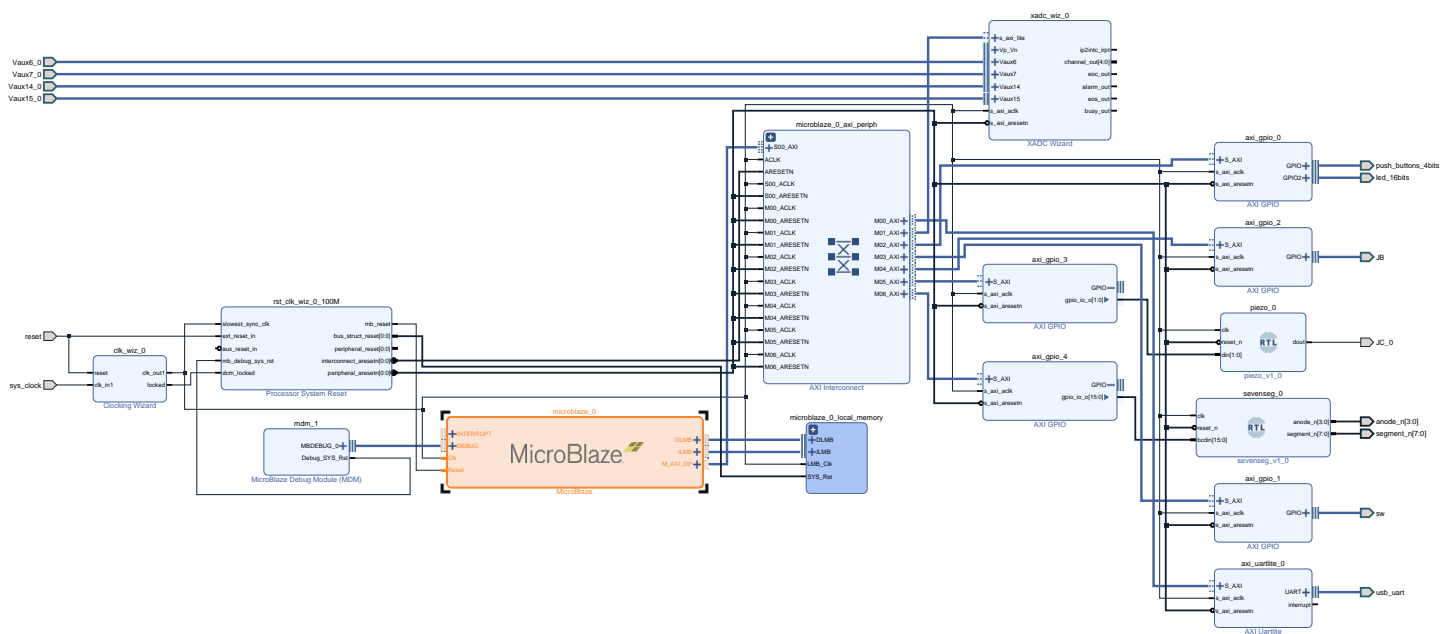 xadc_wiz_0
s_axi_lite
Vp_Vn
Vaux6
Vaux7
Vaux14
Vaux15
s_axi_aclk
s_axi_aresetn
ip2intc_irpt
channel_out[4:0]
eoc_out
alarm_out
eos_out
busy_out
XADC Wizard
Vaux6_0
Vaux7_0
Vaux14_0
Vaux15_0
microblaze_0_axi_periph
S00_AXI
ACLK
ARESETN
S00_ACLK
S00_ARESETN
M00_ACLK
M00_ARESETN
M01_ACLK
M01_ARESETN
M02_ACLK
M02_ARESETN
M03_ACLK
M03_ARESETN
M04_ACLK
M04_ARESETN
M05_ACLK
M05_ARESETN
M06_ACLK
M06_ARESETN
M00_AXI
M01_AXI
M02_AXI
M03_AXI
M04_AXI
M05_AXI
M06_AXI
AXI Interconnect
axi_gpio_0
S_AXI
s_axi_aclk
s_axi_aresetn
GPIO
GPIO2
AXI GPIO
push_buttons_4bits
led_16bits
axi_gpio_2
S_AXI
s_axi_aclk
s_axi_aresetn
GPIO
AXI GPIO
JB
axi_gpio_3
S_AXI
s_axi_aclk
s_axi_aresetn
GPIO
gpio_io_o[1:0]
AXI GPIO
piezo_0
clk
reset_n
din[1:0]
RTL
dout
piezo_v1_0
JC_0
axi_gpio_4
S_AXI
s_axi_aclk
s_axi_aresetn
GPIO
gpio_io_o[15:0]
AXI GPIO
sevenseg_0
clk
reset_n
bcdin[15:0]
RTL
anode_n[3:0]
segment_n[7:0]
sevenseg_v1_0
anode_n[3:0]
segment_n[7:0]
rst_clk_wiz_0_100M
slowest_sync_clk
ext_reset_in
aux_reset_in
mb_debug_sys_rst
dcm_locked
mb_reset
bus_struct_reset[0:0]
peripheral_reset[0:0]
interconnect_aresetn[0:0]
peripheral_aresetn[0:0]
Processor System Reset
reset
sys_clock
clk_wiz_0
reset
clk_in1
clk_out1
locked
Clocking Wizard
mdm_1
MBDEBUG_0
Debug_SYS_Rst
MicroBlaze Debug Module (MDM)
microblaze_0
INTERRUPT
DEBUG
Clk
Reset
MicroBlaze
DLMB
ILMB
M_AXI_DP
MicroBlaze
microblaze_0_local_memory
DLMB
ILMB
LMB_Clk
SYS_Rst
axi_gpio_1
S_AXI
s_axi_aclk
s_axi_aresetn
GPIO
AXI GPIO
sw
axi_uartlite_0
S_AXI
s_axi_aclk
s_axi_aresetn
UART
interrupt
AXI Uartlite
usb_uart